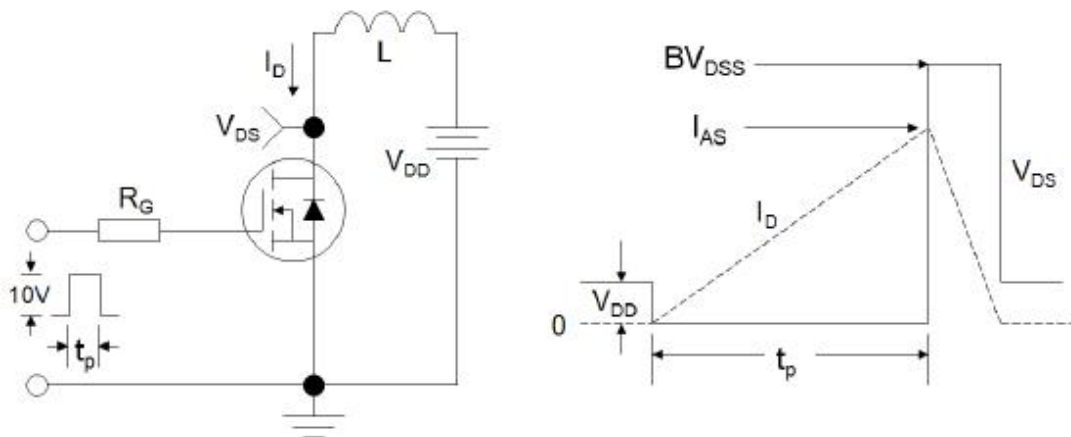 I_D
L
V_DS
V_DD
R_G
10V
t_p
BV_DSS
I_AS
V_DS
I_D
V_DD
0
t_p